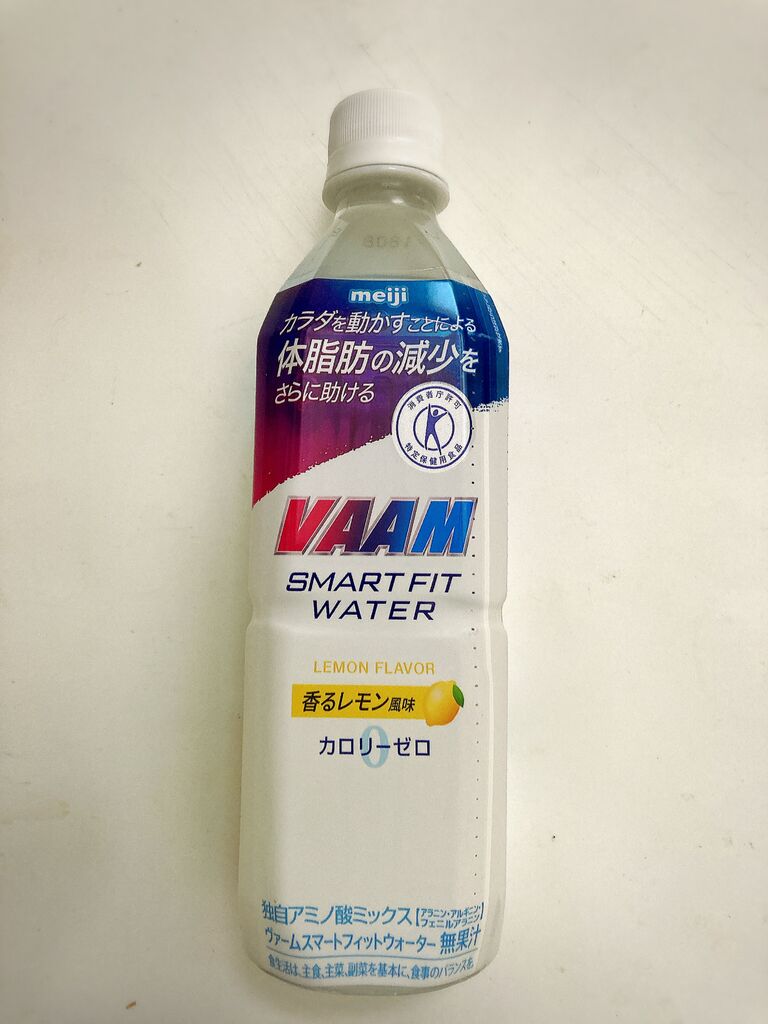 meiji
カラダを動かすことによる
体脂肪の減少を
さらに助ける
消費者庁許可
特定保健用食品
VAAM
SMART FIT
WATER
LEMON FLAVOR
香るレモン風味
0
カロリーゼロ
独自アミノ酸ミックス【アラニン・アルギニン・フェニルアラニン】
ヴァームスマートフィットウォーター 無果汁
食生活は、主食、主菜、副菜を基本に、食事のバランスを。